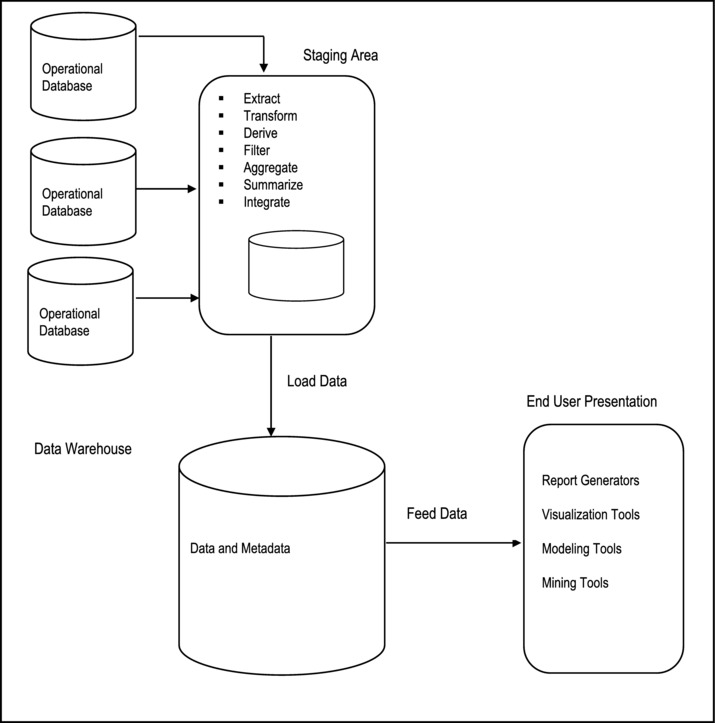 Operational
Database
Staging Area
Extract
Transform
Derive
Filter
Aggregate
Summarize
Integrate
Operational
Database
Operational
Database
Load Data
End User Presentation
Data Warehouse
Data and Metadata
Feed Data
Report Generators
Visualization Tools
Modeling Tools
Mining Tools